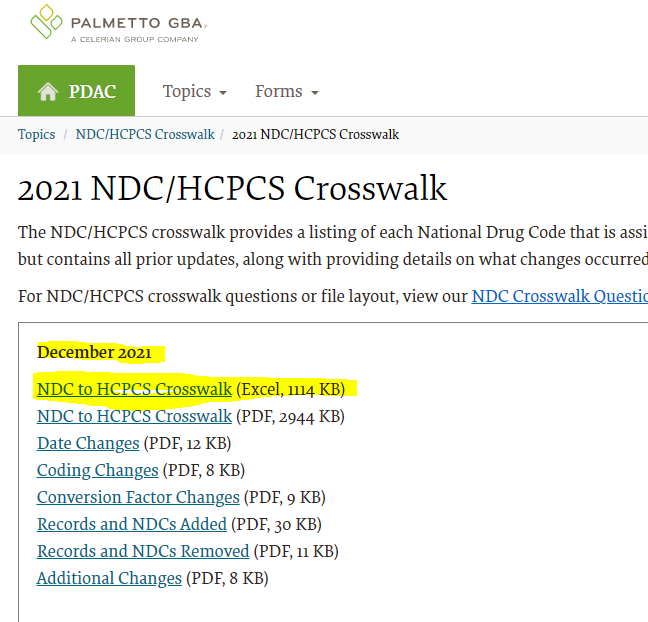 PALMETTO GBA.
A CELERIAN GROUP COMPANY
PDAC Topics Forms
Topics / NDC/HCPCS Crosswalk / 2021 NDC/HCPCS Crosswalk
2021 NDC/HCPCS Crosswalk
The NDC/HCPCS crosswalk provides a listing of each National Drug Code that is assi
but contains all prior updates, along with providing details on what changes occurred
For NDC/HCPCS crosswalk questions or file layout, view our NDC Crosswalk Questio
December 2021
NDC to HCPCS Crosswalk (Excel, 1114 KB)
NDC to HCPCS Crosswalk (PDF, 2944 KB)
Date Changes (PDF, 12 KB)
Coding Changes (PDF, 8 KB)
Conversion Factor Changes (PDF, 9 KB)
Records and NDCs Added (PDF, 30 KB)
Records and NDCs Removed (PDF, 11 KB)
Additional Changes (PDF, 8 KB)